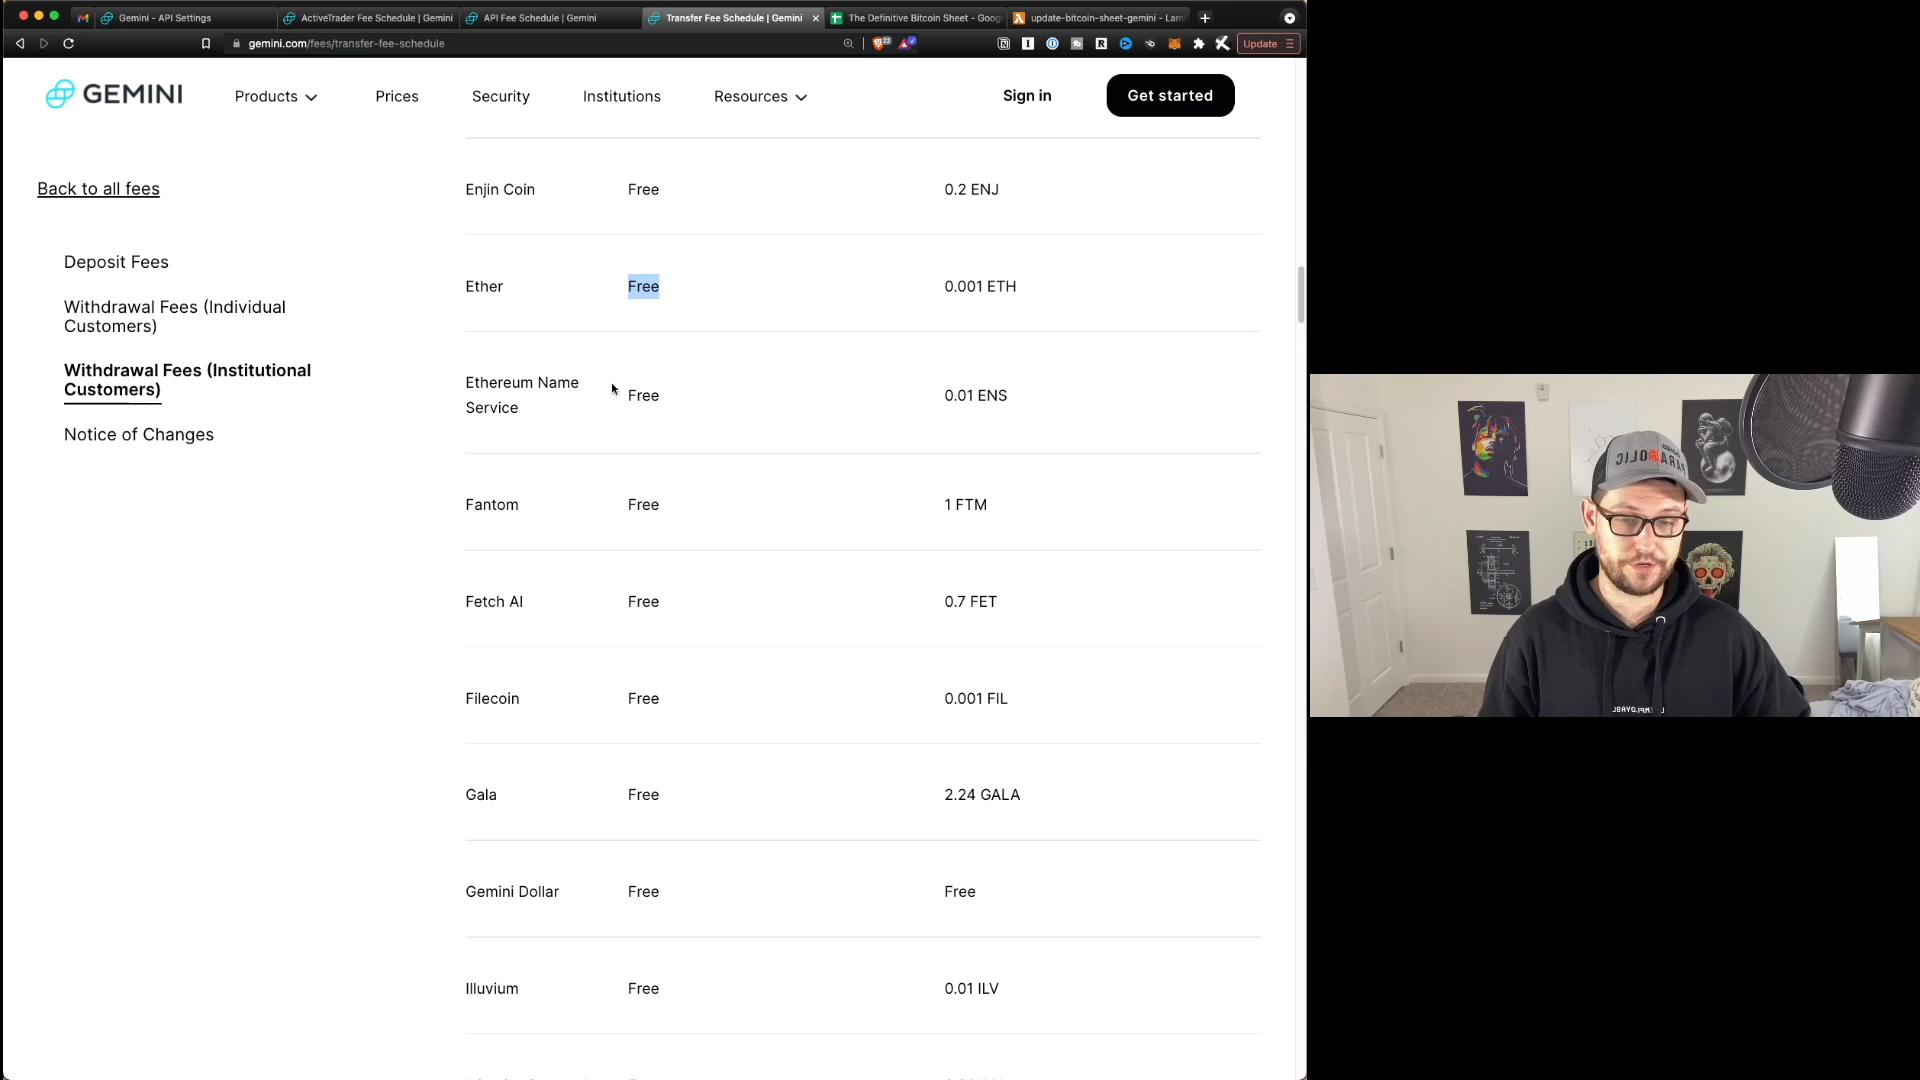 Gemini - API Settings
ActiveTrader Fee Schedule | Gemini
API Fee Schedule | Gemini
Transfer Fee Schedule | Gemini
The Definitive Bitcoin Sheet - Goog
update-bitcoin-sheet-gemini - Lam
gemini.com/fees/transfer-fee-schedule
22
Update
GEMINI
Products
Prices
Security
Institutions
Resources
Sign in
Get started
Back to all fees
Deposit Fees
Withdrawal Fees (Individual
Customers)
Withdrawal Fees (Institutional
Customers)
Notice of Changes
Enjin Coin Free 0.2 ENJ
Ether Free 0.001 ETH
Ethereum Name
Service Free 0.01 ENS
Fantom Free 1 FTM
Fetch AI Free 0.7 FET
Filecoin Free 0.001 FIL
Gala Free 2.24 GALA
Gemini Dollar Free Free
Illuvium Free 0.01 ILV
PARABOLIC